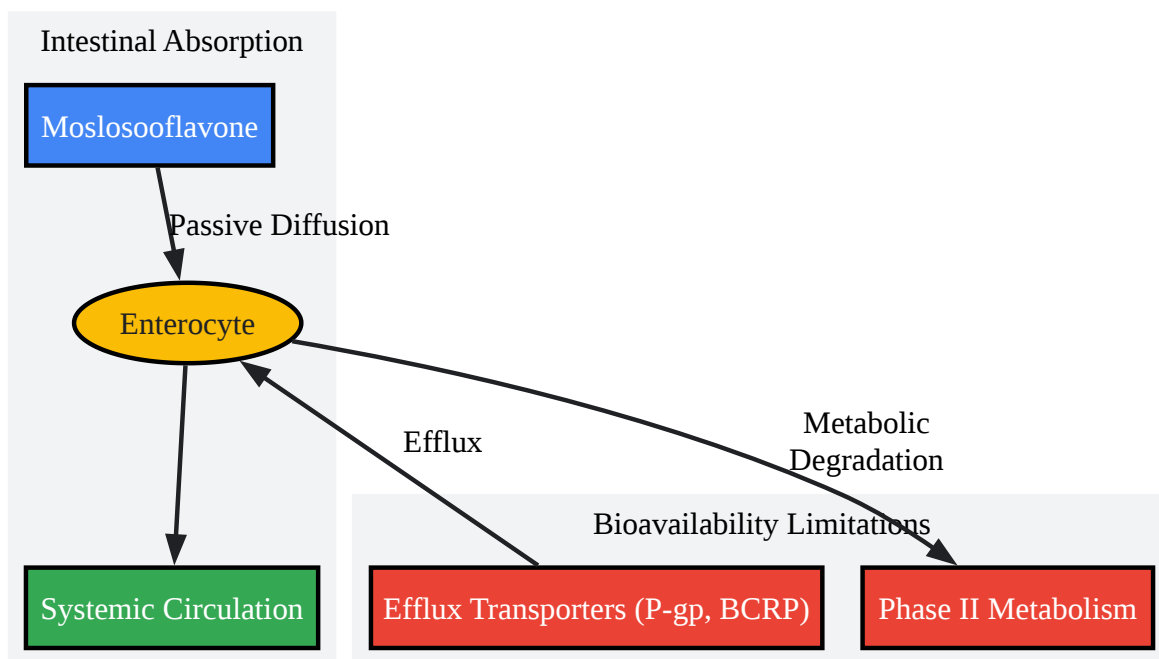 Intestinal Absorption
Moslosooflavone
Passive Diffusion
Enterocyte
Efflux
Metabolic
Degradation
Bioavailability Limitations
Systemic Circulation
Efflux Transporters (P-gp, BCRP)
Phase II Metabolism